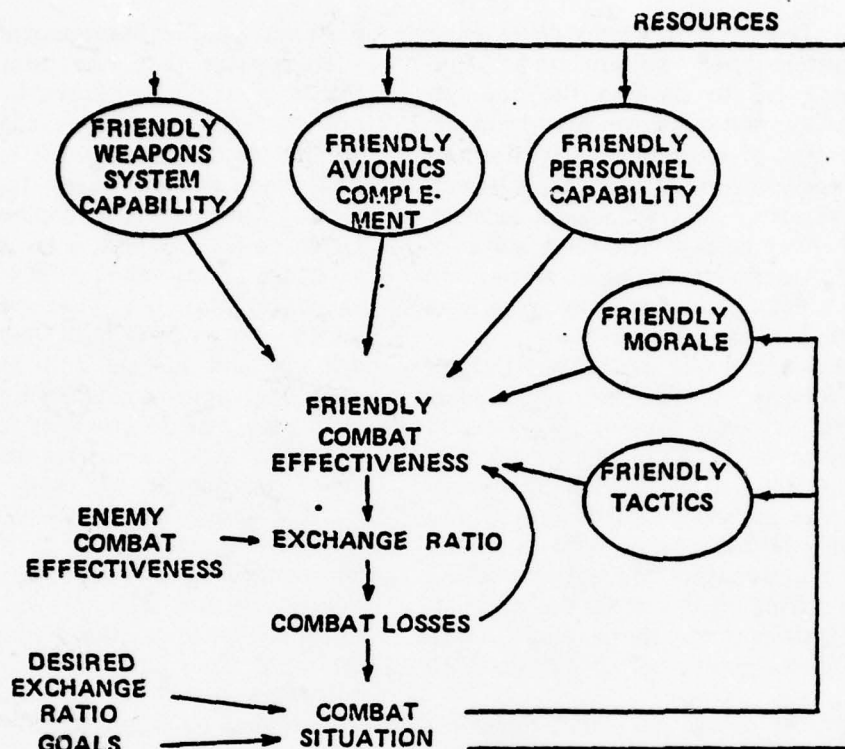 RESOURCES
FRIENDLY
WEAPONS
SYSTEM
CAPABILITY
FRIENDLY
AVIONICS
COMPLE-
MENT
FRIENDLY
PERSONNEL
CAPABILITY
FRIENDLY
MORALE
FRIENDLY
COMBAT
EFFECTIVENESS
FRIENDLY
TACTICS
ENEMY
COMBAT
EFFECTIVENESS
EXCHANGE RATIO
COMBAT LOSSES
DESIRED
EXCHANGE
RATIO
GOALS
COMBAT
SITUATION